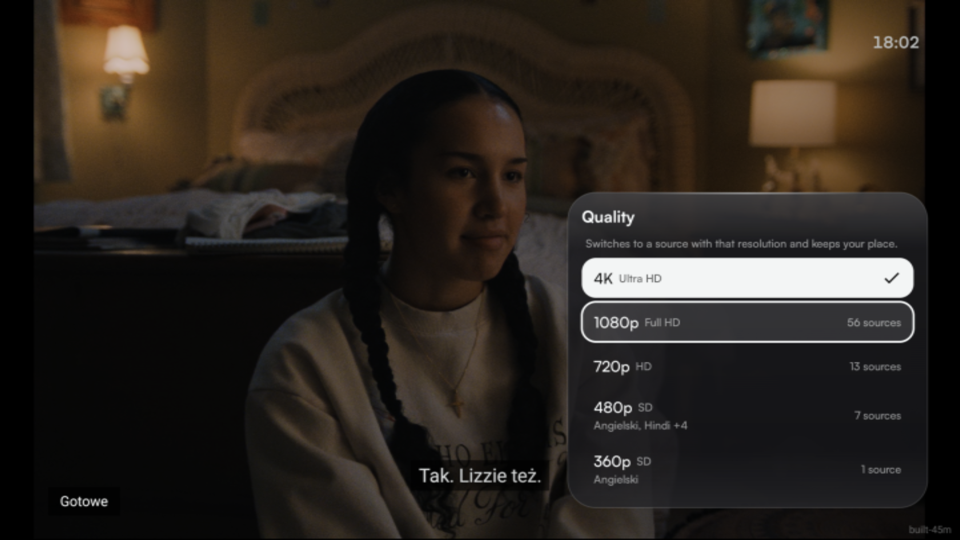 18:02
Quality
Switches to a source with that resolution and keeps your place.
4K Ultra HD
1080p Full HD 56 sources
720p HD 13 sources
480p SD 7 sources
Angielski, Hindi +4
360p SD 1 source
Angielski
Tak. Lizzie też.
Gotowe
built-45m